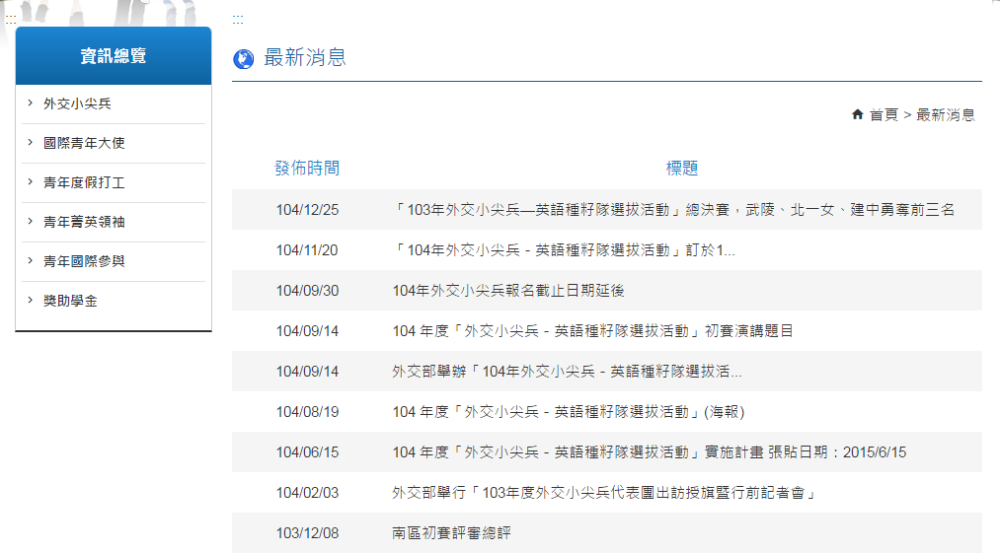 :::
資訊總覽
外交小尖兵
國際青年大使
青年度假打工
青年菁英領袖
青年國際參與
獎助學金
:::
最新消息
首頁 > 最新消息
發佈時間 標題
104/12/25 「103年外交小尖兵—英語種籽隊選拔活動」總決賽，武陵、北一女、建中勇奪前三名
104/11/20 「104年外交小尖兵－英語種籽隊選拔活動」訂於1...
104/09/30 104年外交小尖兵報名截止日期延後
104/09/14 104 年度「外交小尖兵－英語種籽隊選拔活動」初賽演講題目
104/09/14 外交部舉辦「104年外交小尖兵－英語種籽隊選拔活...
104/08/19 104 年度「外交小尖兵－英語種籽隊選拔活動」(海報)
104/06/15 104 年度「外交小尖兵－英語種籽隊選拔活動」實施計畫 張貼日期：2015/6/15
104/02/03 外交部舉行「103年度外交小尖兵代表團出訪授旗暨行前記者會」
103/12/08 南區初賽評審總評